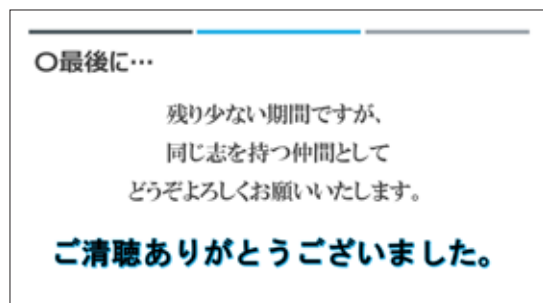 〇最後に…
残り少ない期間ですが、
同じ志を持つ仲間として
どうぞよろしくお願いいたします。
ご清聴ありがとうございました。